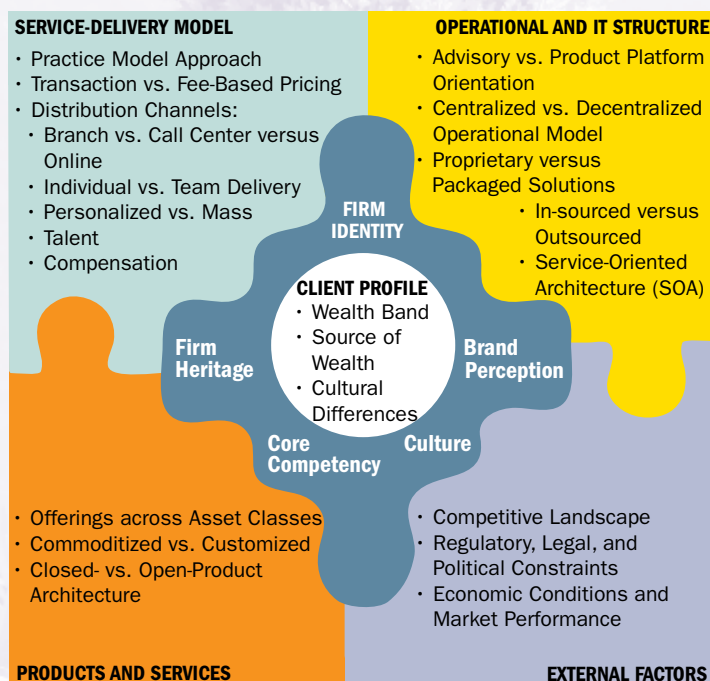 SERVICE-DELIVERY MODEL
· Practice Model Approach
· Transaction vs. Fee-Based Pricing
· Distribution Channels:
· Branch vs. Call Center versus
Online
· Individual vs. Team Delivery
· Personalized vs. Mass
· Talent
· Compensation
OPERATIONAL AND IT STRUCTURE
· Advisory vs. Product Platform
Orientation
· Centralized vs. Decentralized
Operational Model
· Proprietary versus
Packaged Solutions
· In-sourced versus
Outsourced
· Service-Oriented
Architecture (SOA)
FIRM
IDENTITY
CLIENT PROFILE
· Wealth Band
· Source of
Wealth
· Cultural
Differences
Firm
Heritage
Brand
Perception
Core
Competency
Culture
· Offerings across Asset Classes
· Commoditized vs. Customized
· Closed- vs. Open-Product
Architecture
PRODUCTS AND SERVICES
· Competitive Landscape
· Regulatory, Legal, and
Political Constraints
· Economic Conditions and
Market Performance
EXTERNAL FACTORS